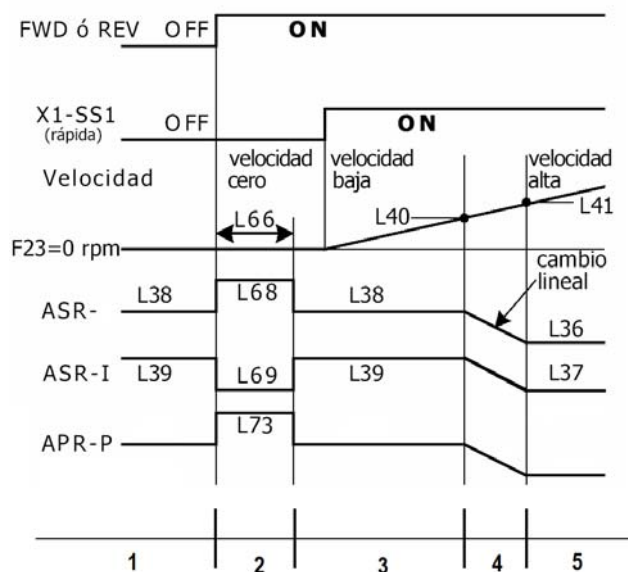 FWD ó REV OFF ON
X1-SS1 OFF ON
(rápida)
Velocidad
velocidad cero
velocidad baja
velocidad alta
L66
L40
L41
F23=0 rpm
cambio lineal
ASR- L38 L68 L38 L36
ASR-I L39 L69 L39 L37
APR-P L73
1 2 3 4 5